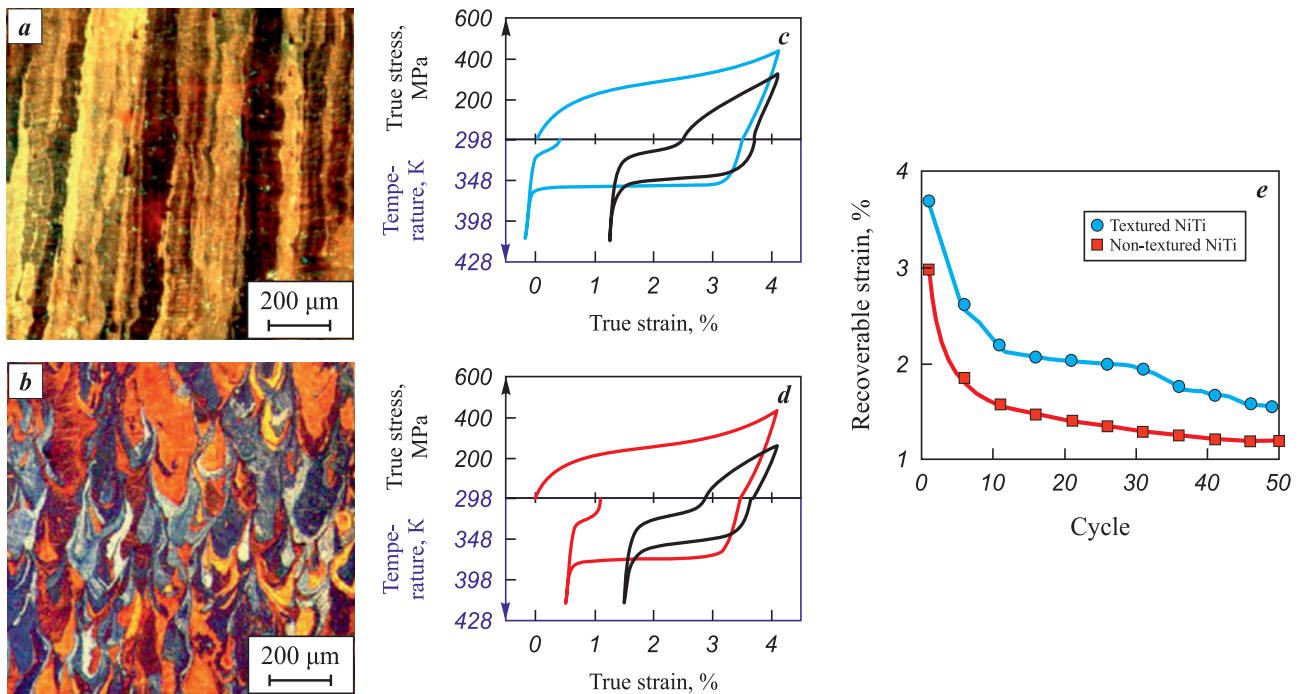 a
200 μm
b
200 μm
c
True stress,
MPa
600
400
200
298
348
398
428
Tempe-
rature, K
0 1 2 3 4
True strain, %
d
True stress,
MPa
600
400
200
298
348
398
428
Tempe-
rature, K
0 1 2 3 4
True strain, %
e
Recoverable strain, %
4
3
2
1
Textured NiTi
Non-textured NiTi
0 10 20 30 40 50
Cycle